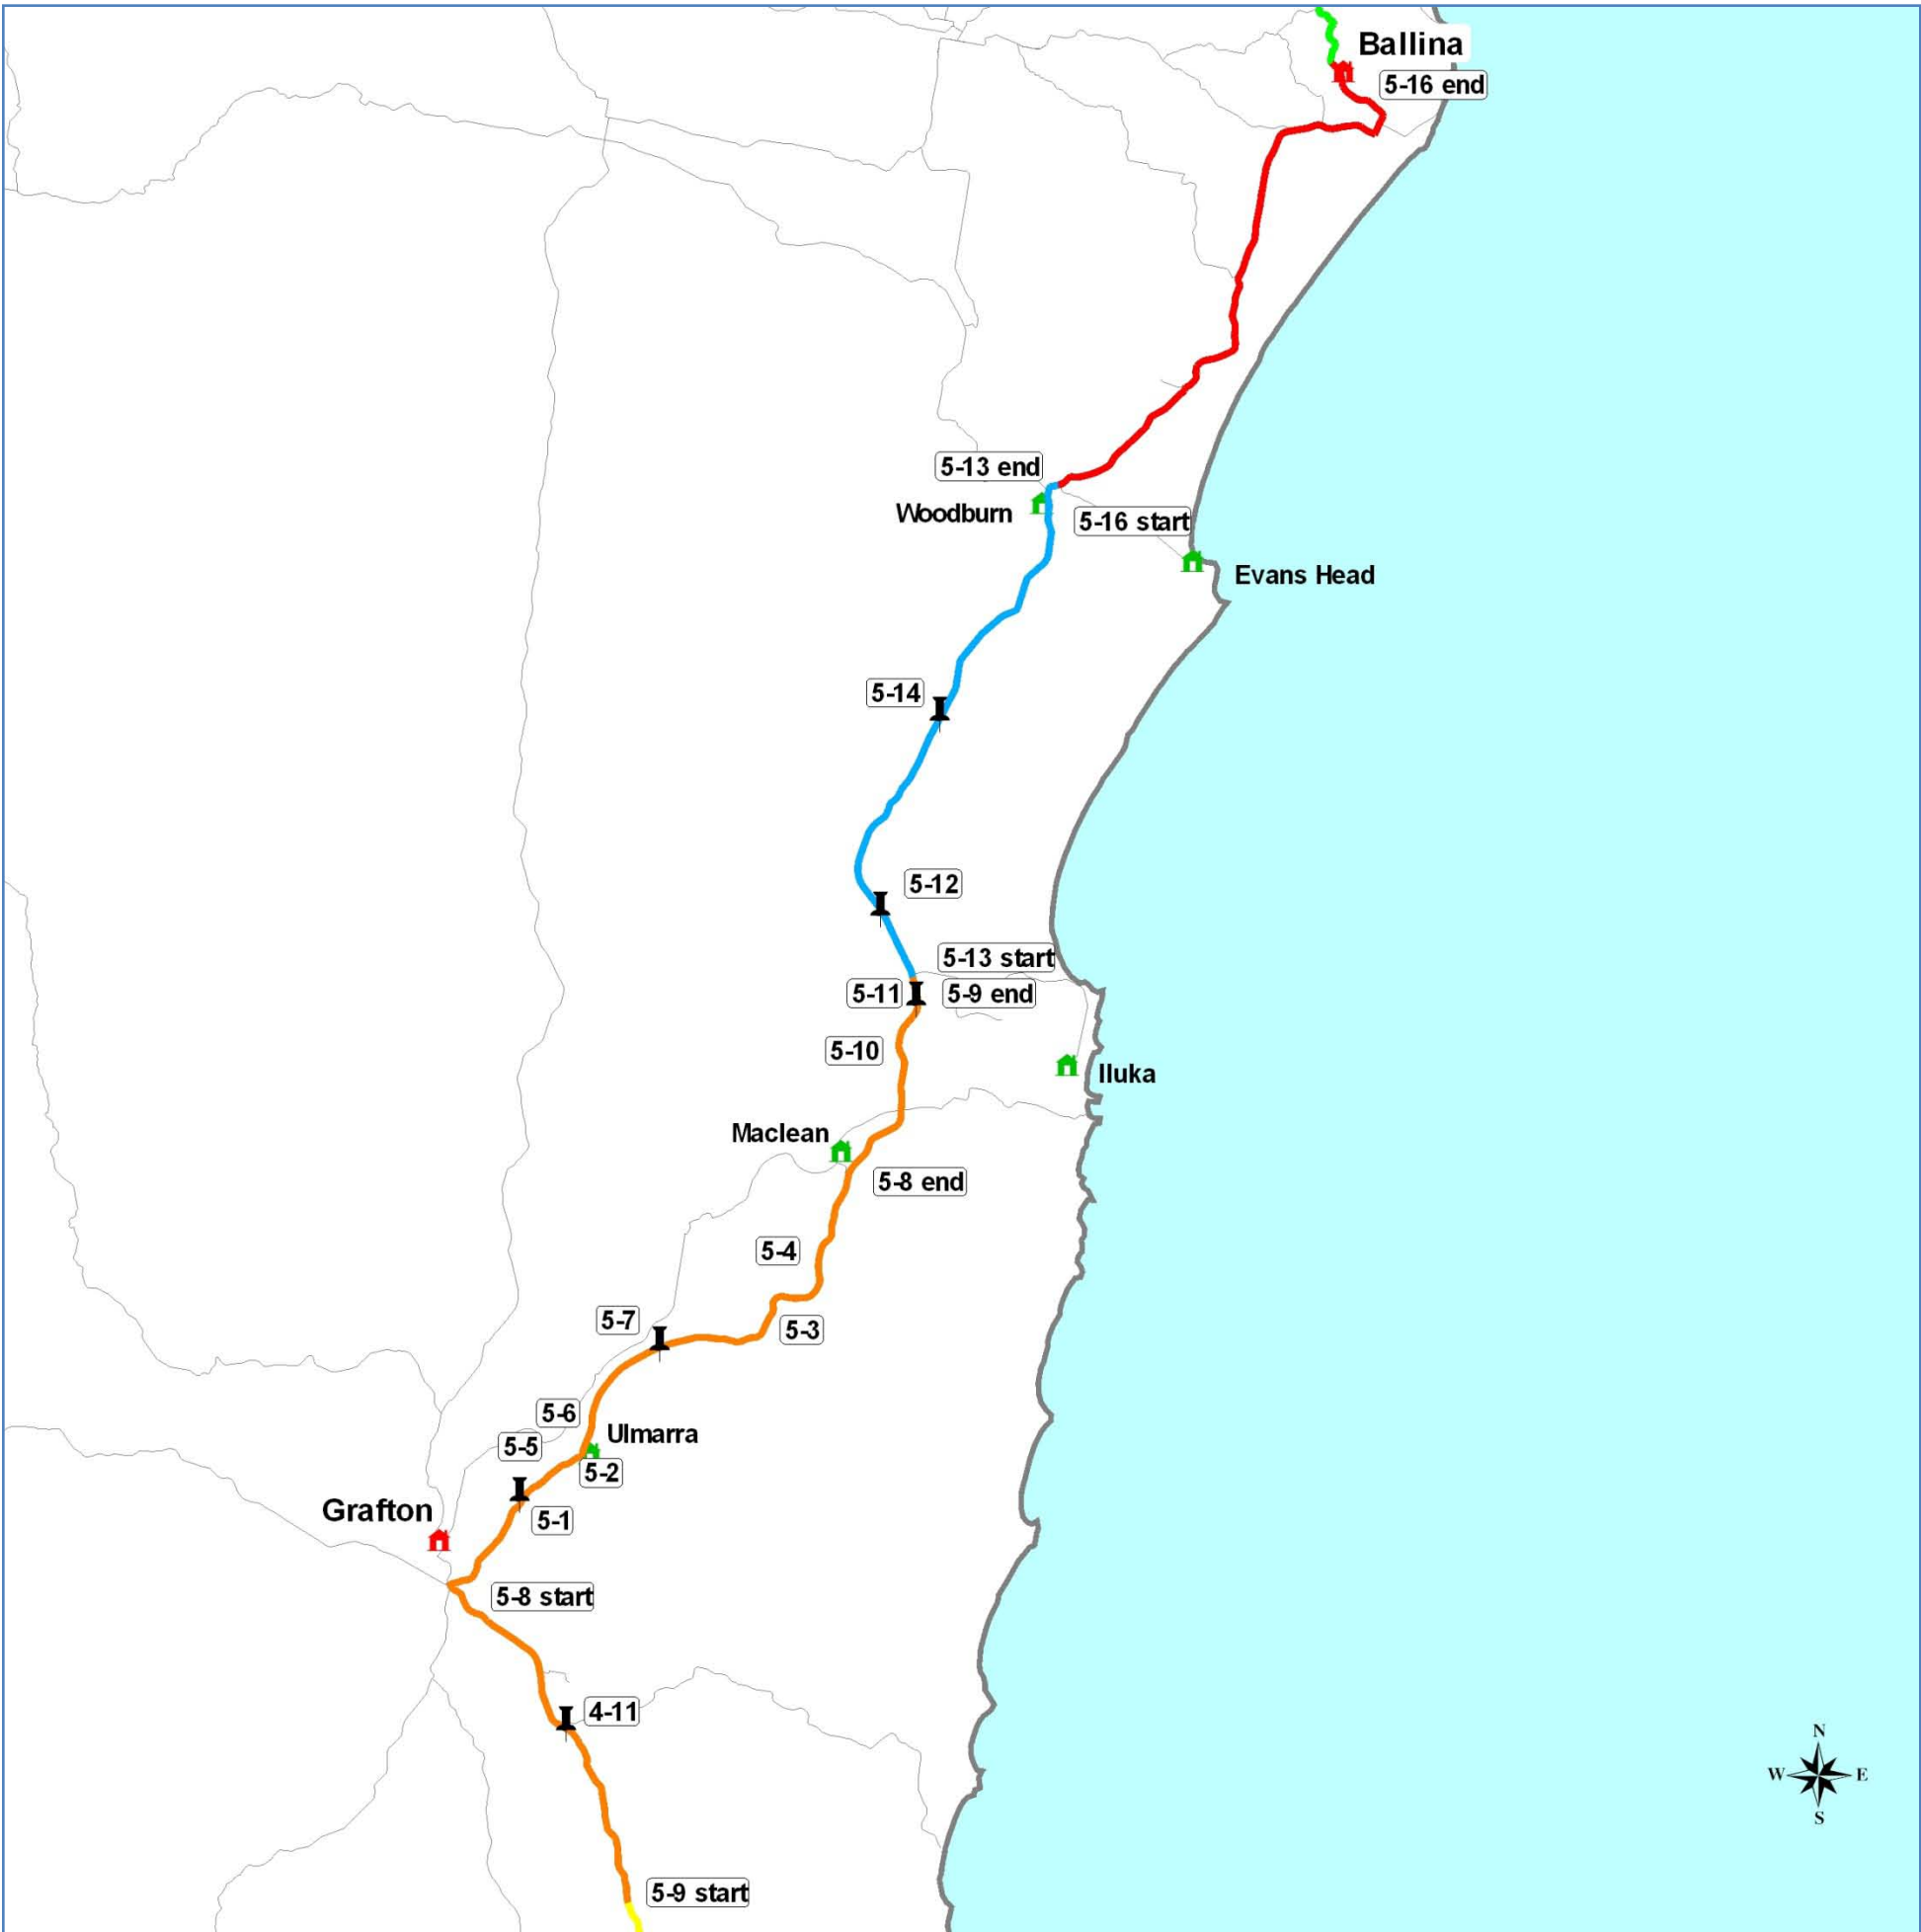 Ballina
5-16 end
5-13 end
Woodburn
5-16 start
Evans Head
5-14
5-12
5-13 start
5-11
5-9 end
5-10
Iluka
Maclean
5-8 end
5-4
5-7
5-3
5-6
Ulmarra
5-5
5-2
Grafton
5-1
5-8 start
4-11
N
W
E
S
5-9 start